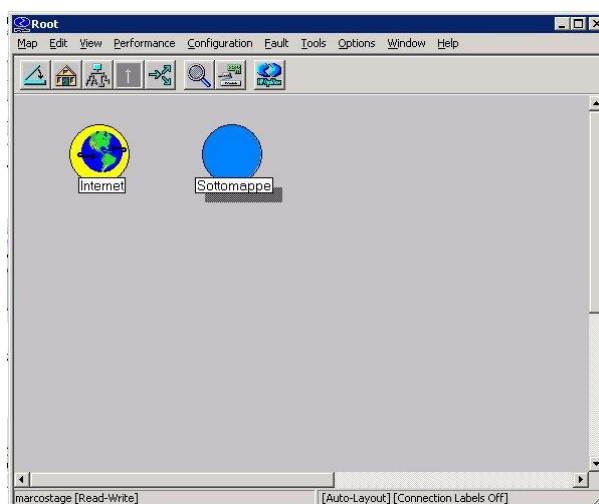 Root
Map Edit View Performance Configuration Fault Tools Options Window Help
Internet
Sottomappe
marcostage [Read-Write] [Auto-Layout] [Connection Labels Off]